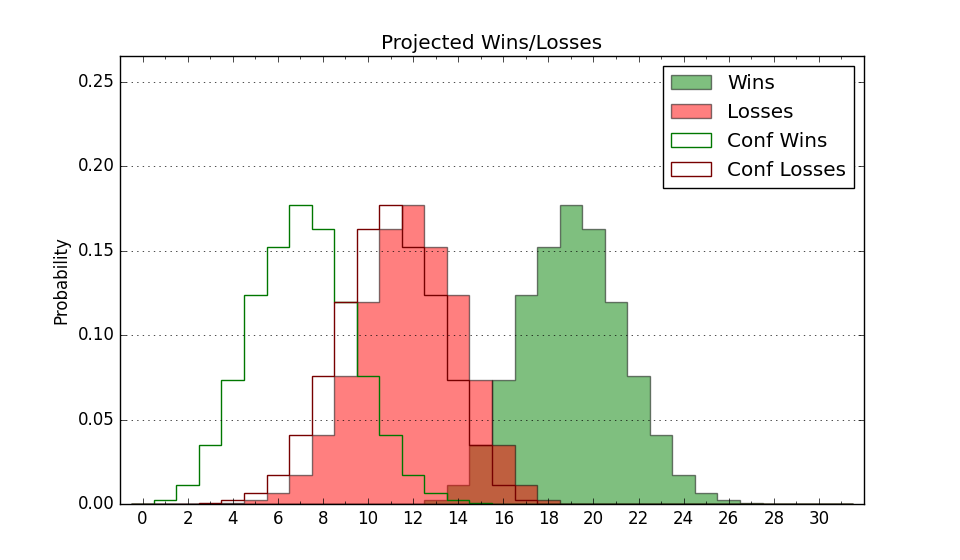 Projected Wins/Losses
0.25
0.20
0.15
0.10
0.05
0.00
Probability
Wins
Losses
Conf Wins
Conf Losses
0 2 4 6 8 10 12 14 16 18 20 22 24 26 28 30